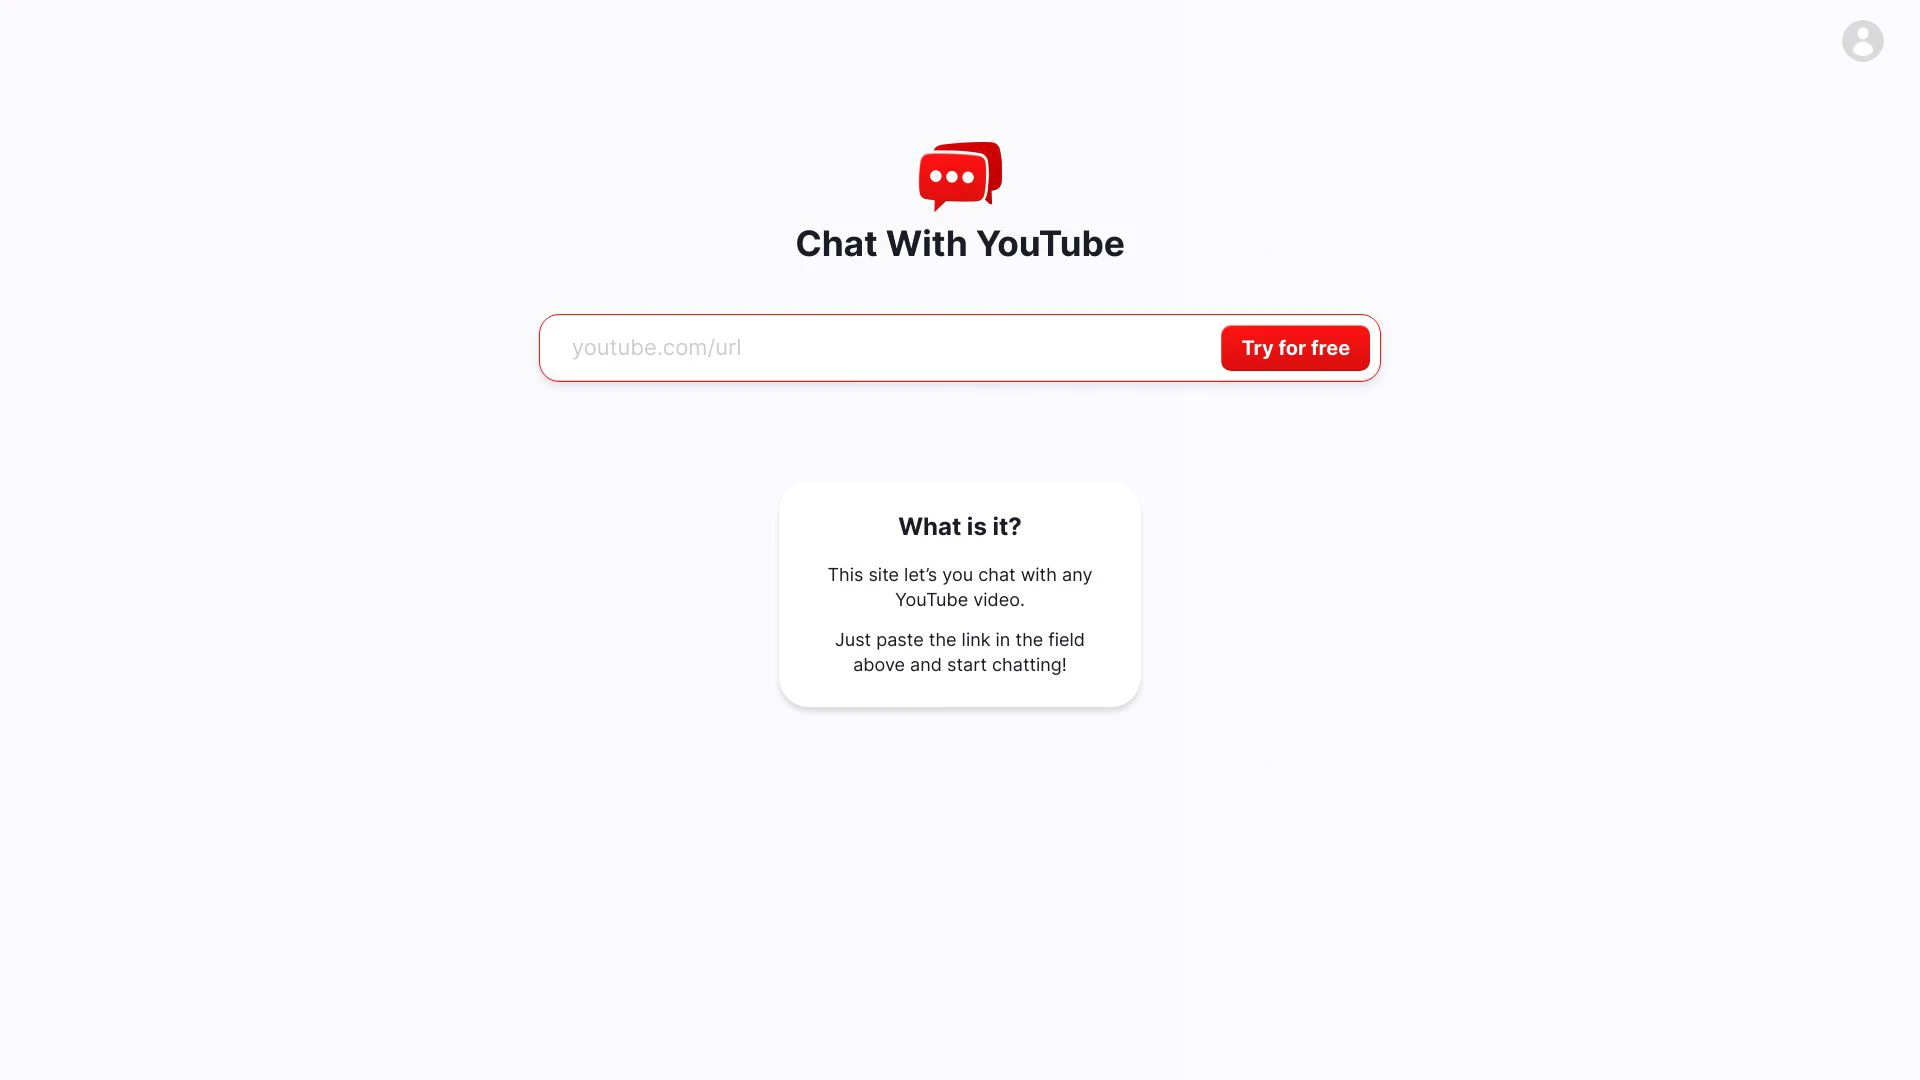 Chat With YouTube
youtube.com/url
Try for free
What is it?
This site let’s you chat with any
YouTube video.
Just paste the link in the field
above and start chatting!